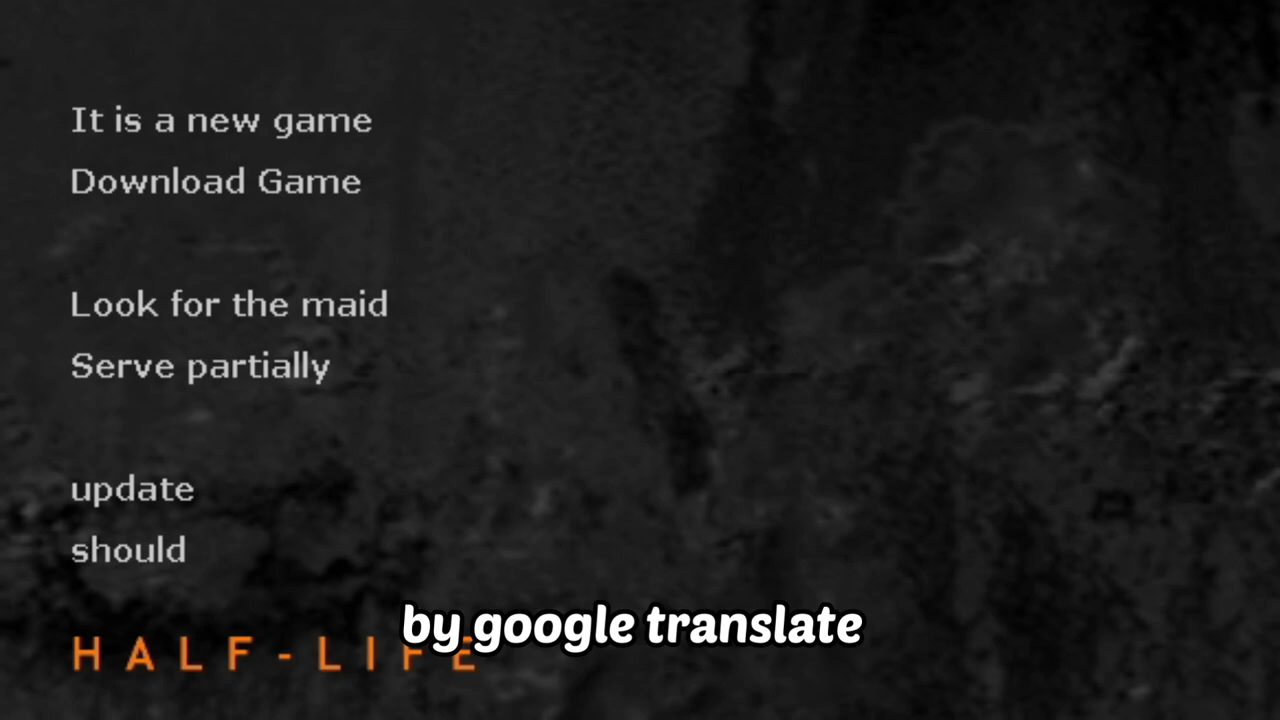 It is a new game
Download Game
Look for the maid
Serve partially
update
should
by google translate
HALF-LIFE